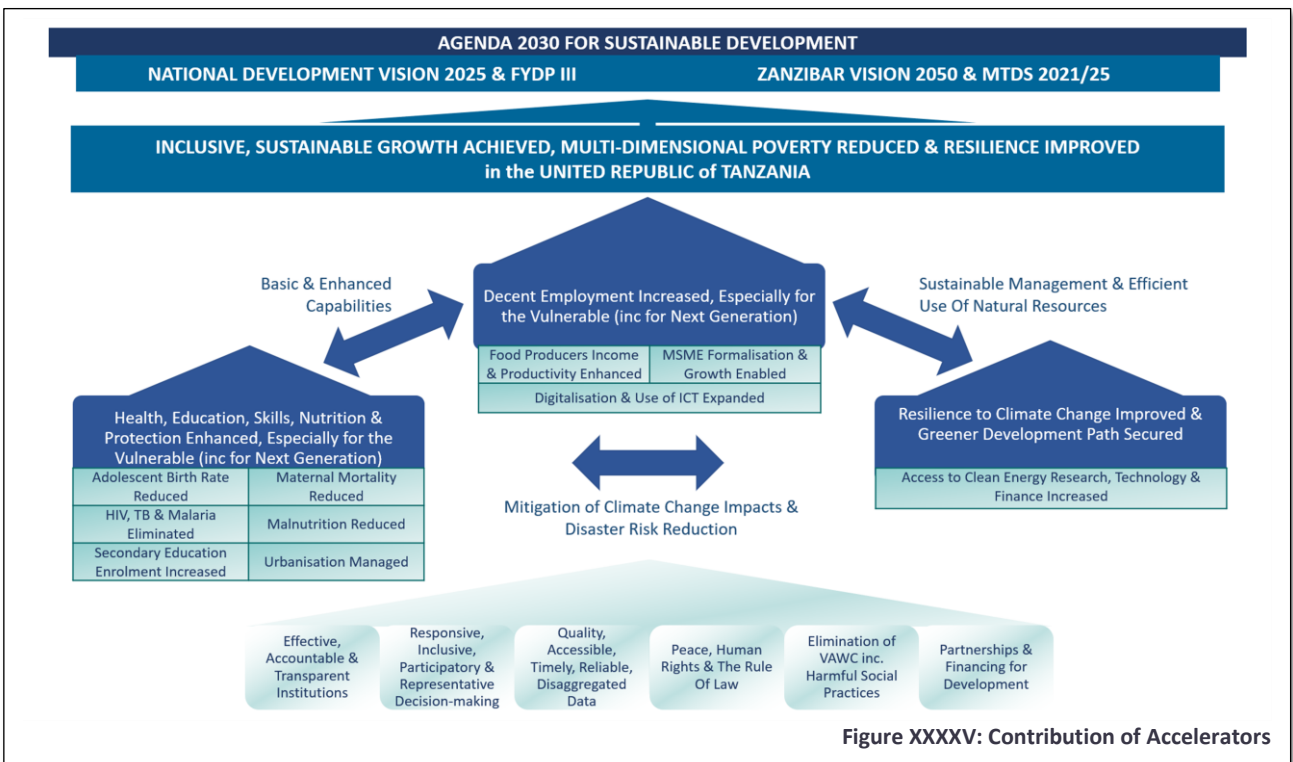 AGENDA 2030 FOR SUSTAINABLE DEVELOPMENT
NATIONAL DEVELOPMENT VISION 2025 & FYDP III
ZANZIBAR VISION 2050 & MTDS 2021/25
INCLUSIVE, SUSTAINABLE GROWTH ACHIEVED, MULTI-DIMENSIONAL POVERTY REDUCED & RESILIENCE IMPROVED
in the UNITED REPUBLIC of TANZANIA
Basic & Enhanced
Capabilities
Decent Employment Increased, Especially for
the Vulnerable (inc for Next Generation)
Food Producers Income
& Productivity Enhanced
MSME Formalisation &
Growth Enabled
Digitalisation & Use of ICT Expanded
Sustainable Management & Efficient
Use Of Natural Resources
Health, Education, Skills, Nutrition &
Protection Enhanced, Especially for the
Vulnerable (inc for Next Generation)
Adolescent Birth Rate
Reduced
Maternal Mortality
Reduced
HIV, TB & Malaria
Eliminated
Malnutrition Reduced
Secondary Education
Enrolment Increased
Urbanisation Managed
Mitigation of Climate Change Impacts &
Disaster Risk Reduction
Resilience to Climate Change Improved &
Greener Development Path Secured
Access to Clean Energy Research, Technology &
Finance Increased
Effective,
Accountable &
Transparent
Institutions
Responsive,
Inclusive,
Participatory &
Representative
Decision-making
Quality,
Accessible,
Timely, Reliable,
Disaggregated
Data
Peace, Human
Rights & The Rule
Of Law
Elimination of
VAWC inc.
Harmful Social
Practices
Partnerships &
Financing for
Development
Figure XXXXV: Contribution of Accelerators